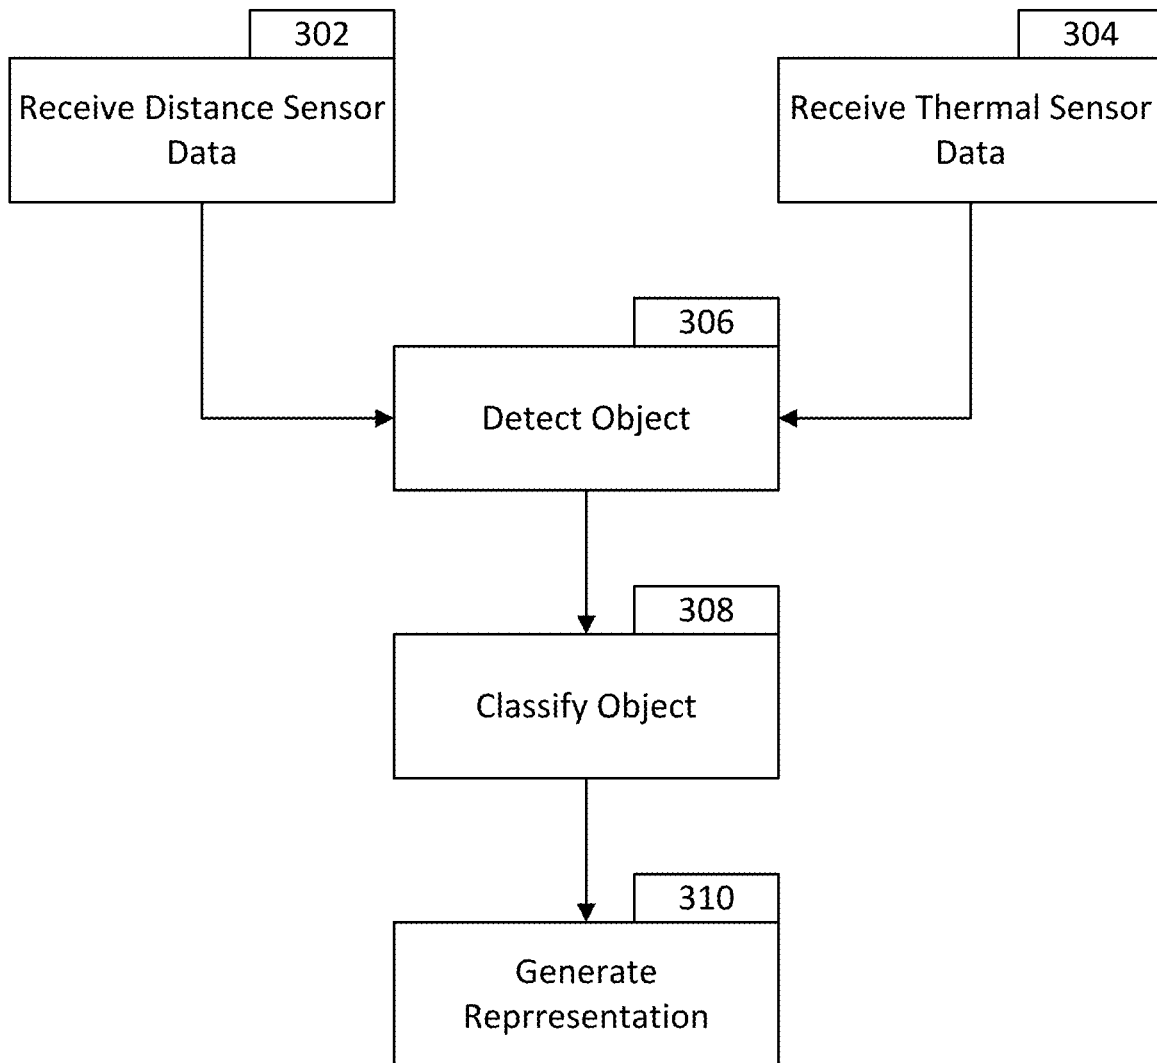 302
Receive Distance Sensor
Data
304
Receive Thermal Sensor
Data
306
Detect Object
308
Classify Object
310
Generate
Reprresentation